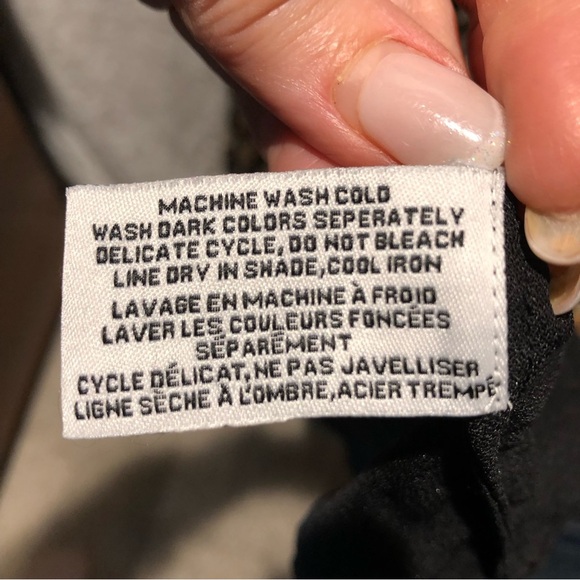 MACHINE WASH COLD
WASH DARK COLORS SEPERATELY
DELICATE CYCLE, DO NOT BLEACH
LINE DRY IN SHADE,COOL IRON
LAVAGE EN MACHINE À FROID
LAVER LES COULEURS FONCÉES
SÉPARÉMENT
CYCLE DÉLICAT,NE PAS JAVELLISER
LIGNE SÈCHE À L'OMBRE,ACIER TREMPÉ